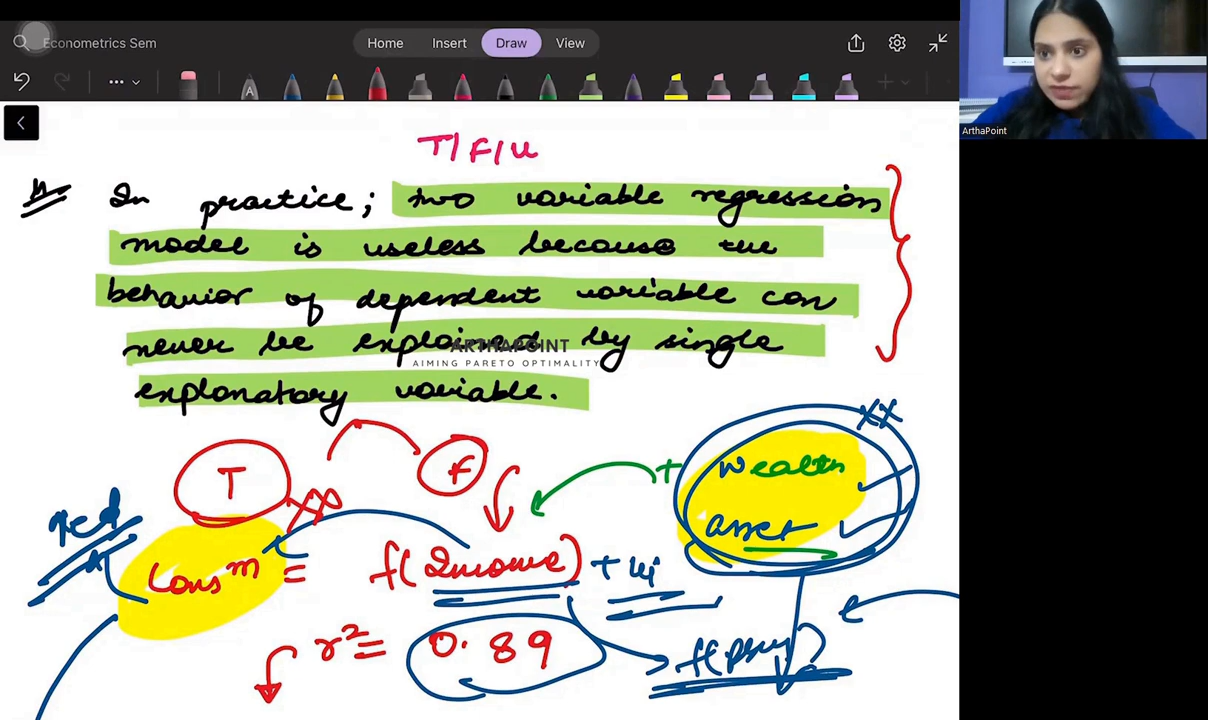 Econometrics Sem
Home Insert Draw View
A
ArthaPoint
T/F/U
In practice; two variable regression
model is useless because the
behavior of dependent variable can
never be explained by single
ARTHAPOINT
AIMING PARETO OPTIMALITY
explanatory variable.
XX
T F + Wealth
asset
Cons^m = f(Income) + ui
r² = 0.89